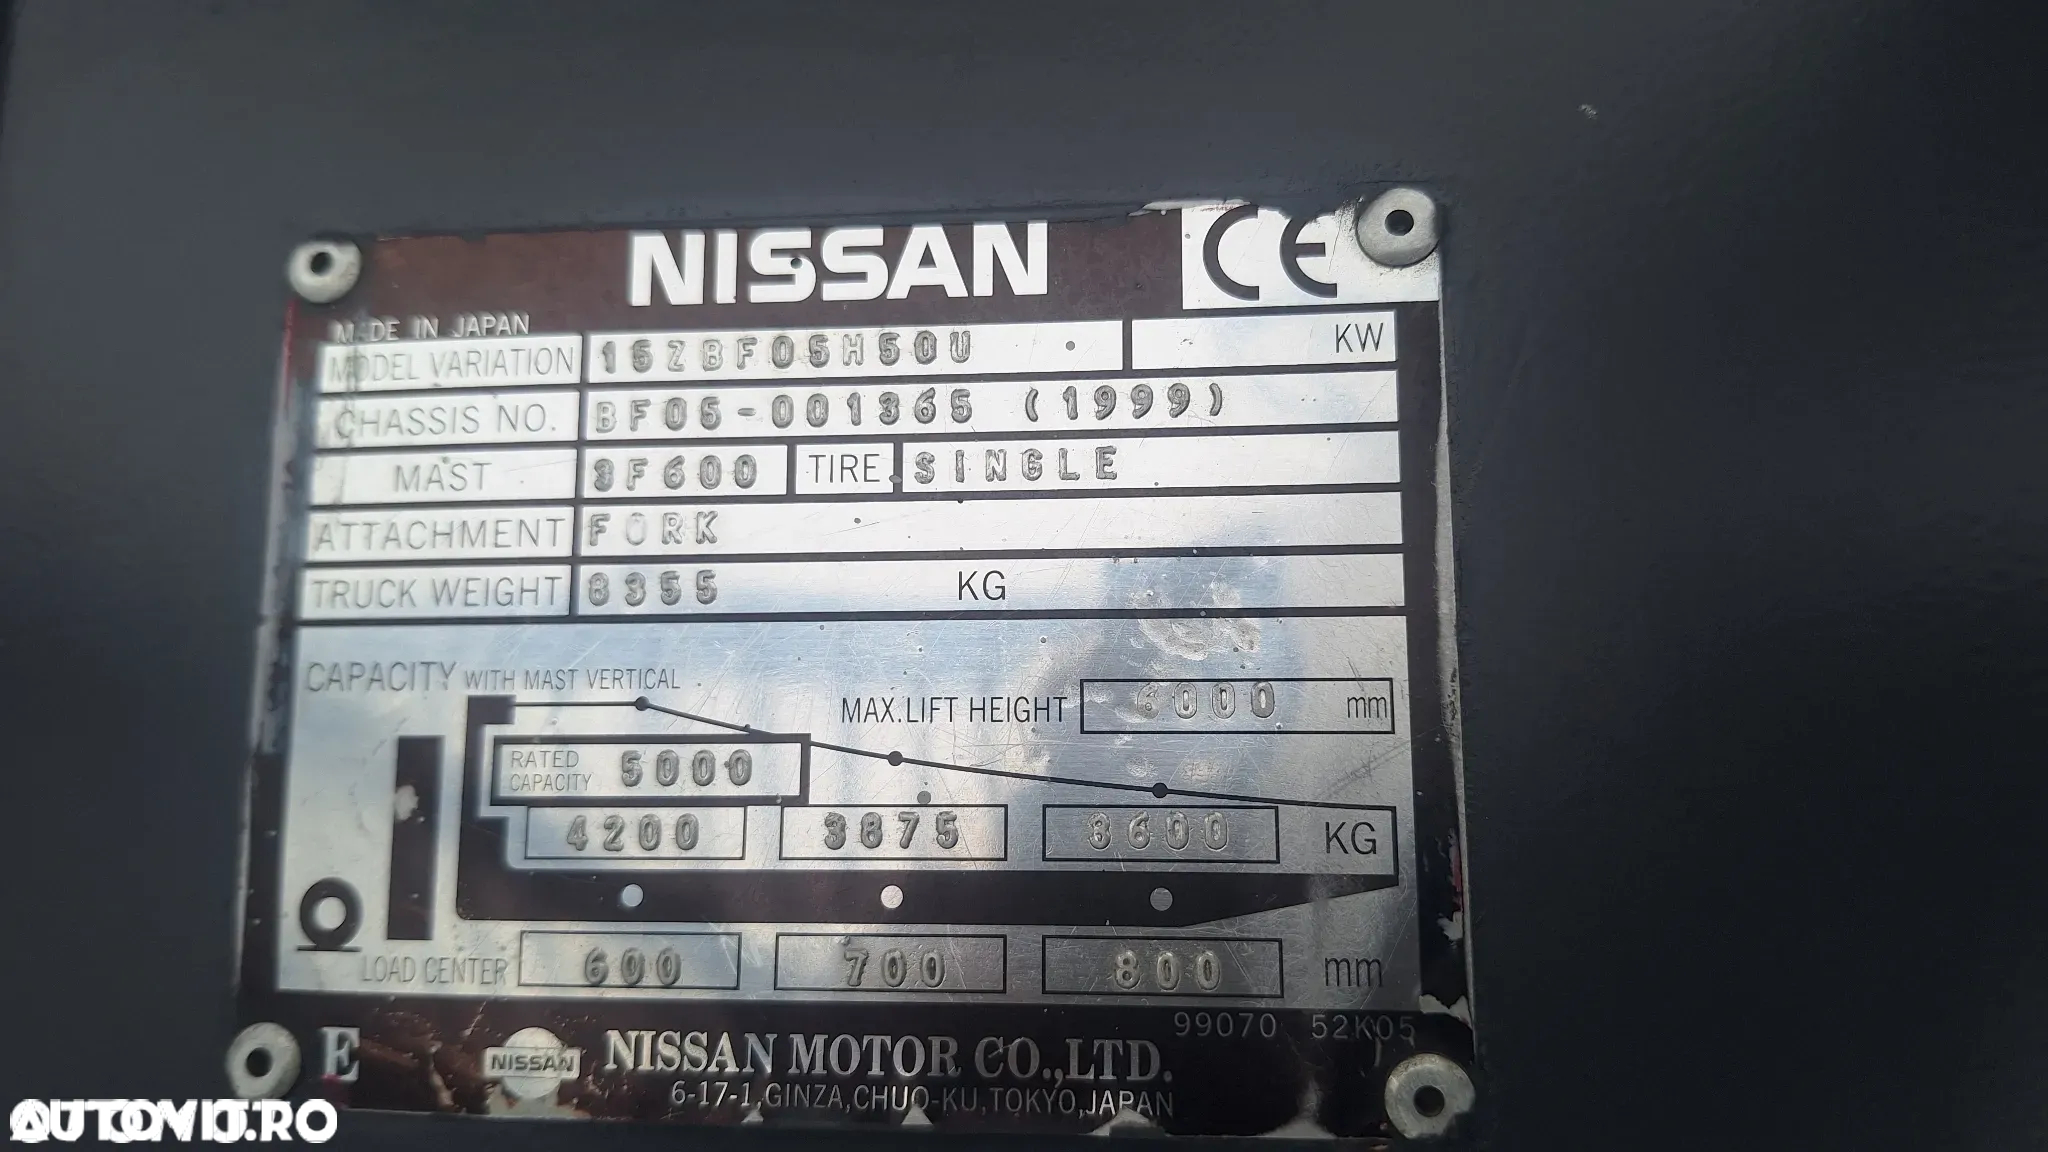 NISSAN CE
MADE IN JAPAN
MODEL VARIATION 15ZBF05H50U KW
CHASSIS NO. BF05-001365 (1999)
MAST 3F600 TIRE SINGLE
ATTACHMENT FORK
TRUCK WEIGHT 8355 KG
CAPACITY WITH MAST VERTICAL
MAX.LIFT HEIGHT 6000 mm
RATED CAPACITY 5000
4200 3875 3600 KG
LOAD CENTER 600 700 800 mm
99070 52K05
E NISSAN NISSAN MOTOR CO.,LTD.
6-17-1,GINZA,CHUO-KU,TOKYO,JAPAN
AUTOVIT.RO